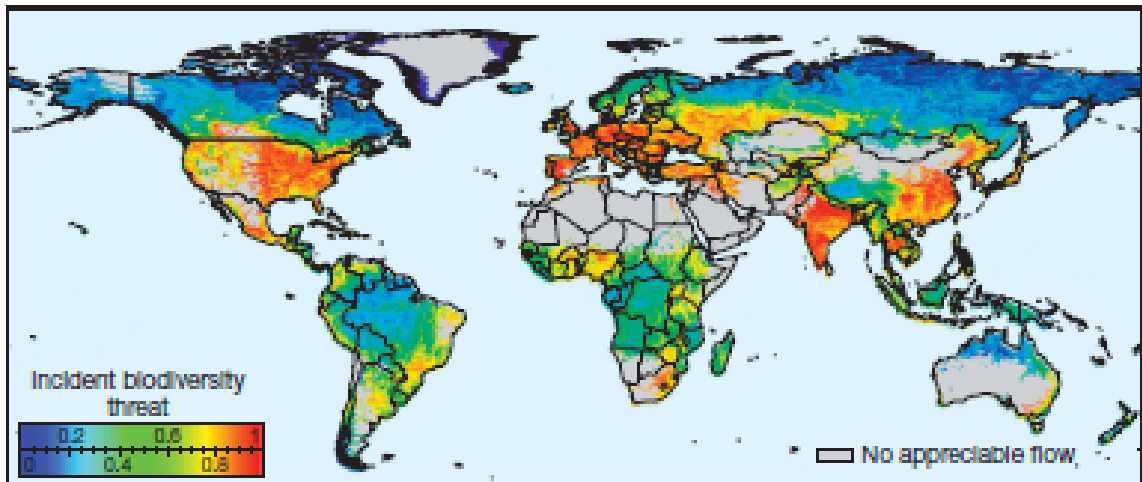 Incident biodiversity
threat
0.2 0.6 1
0 0.4 0.8
No appreciable flow